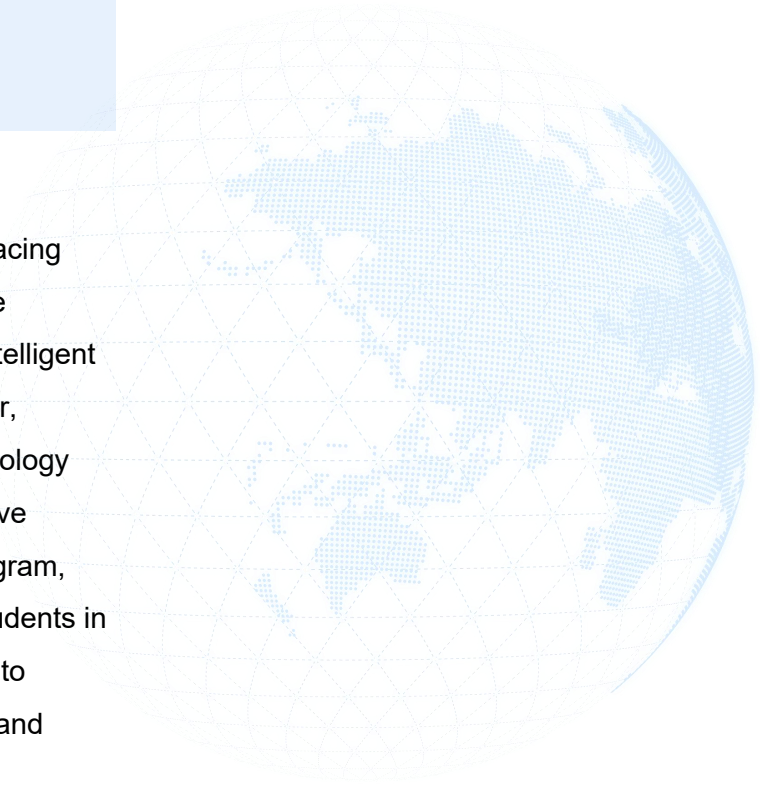 acing
e
telligent
r,
ology
ve
gram,
udents in
to
and